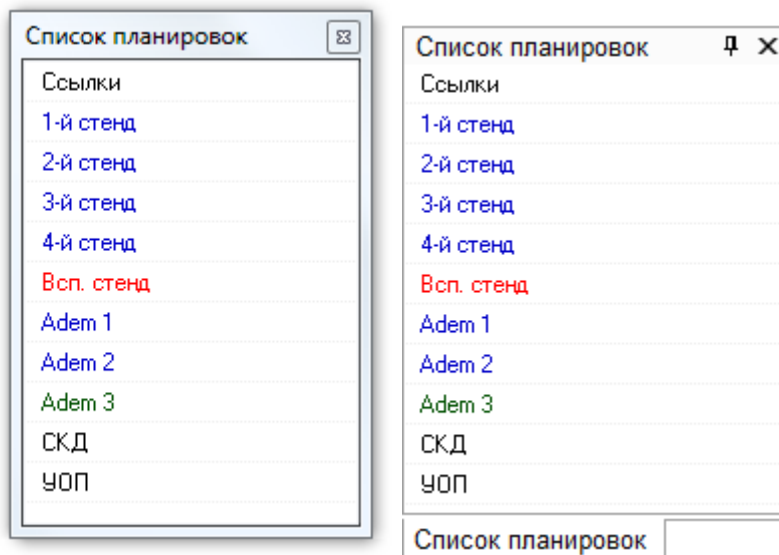 Список планировок
Ссылки
1-й стенд
2-й стенд
3-й стенд
4-й стенд
Всп. стенд
Adem 1
Adem 2
Adem 3
СКД
УОП
Список планировок
Ссылки
1-й стенд
2-й стенд
3-й стенд
4-й стенд
Всп. стенд
Adem 1
Adem 2
Adem 3
СКД
УОП
Список планировок